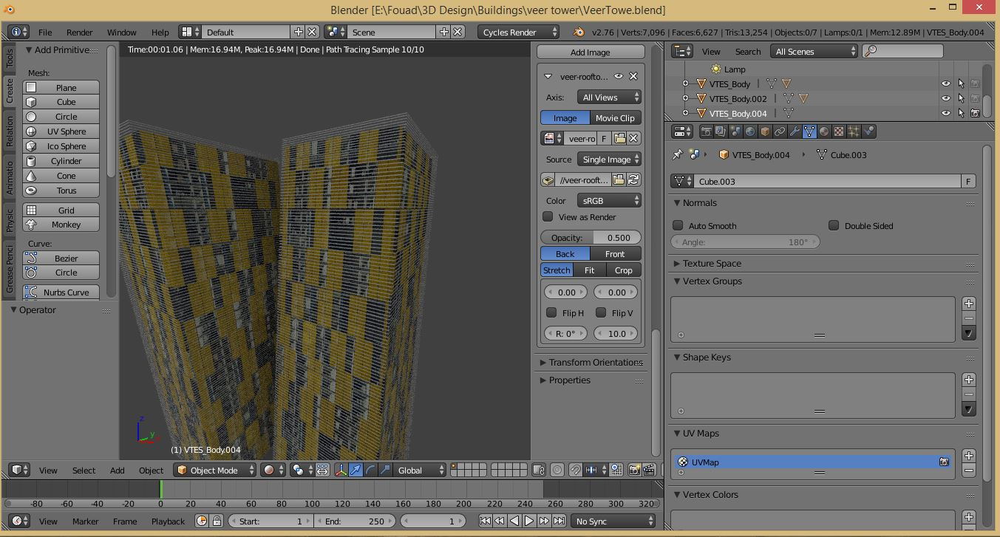 Blender [E:\Fouad\3D Design\Buildings\veer tower\VeerTowe.blend]
File Render Window Help Default Scene Cycles Render v2.76 | Verts:7,096 | Faces:6,627 | Tris:13,254 | Objects:0/7 | Lamps:0/1 | Mem:12.89M | VTES_Body.004
Tools
Create
Relation
Animatio
Physic
Grease Penci
Add Primitive
Mesh:
Plane
Cube
Circle
UV Sphere
Ico Sphere
Cylinder
Cone
Torus
Grid
Monkey
Curve:
Bezier
Circle
Nurbs Curve
Operator
Time:00:01.06 | Mem:16.94M, Peak:16.94M | Done | Path Tracing Sample 10/10
z
y
(1) VTES_Body.004
Add Image
veer-roofto...
Axis: All Views
Image Movie Clip
veer-ro F
Source Single Image
//veer-rooft...
Color sRGB
View as Render
Opacity: 0.500
Back Front
Stretch Fit Crop
0.00 0.00
Flip H Flip V
R: 0° 10.0
Transform Orientations
Properties
View Select Add Object Object Mode Global
-80 -60 -40 -20 0 20 40 60 80 100 120 140 160 180 200 220 240 260 280 300 320
View Marker Frame Playback Start: 1 End: 250 1 No Sync
View Search All Scenes
Lamp
VTES_Body
VTES_Body.002
VTES_Body.004
VTES_Body.004 Cube.003
Cube.003 F
Normals
Auto Smooth Double Sided
Angle: 180°
Texture Space
Vertex Groups
Shape Keys
UV Maps
UVMap
Vertex Colors